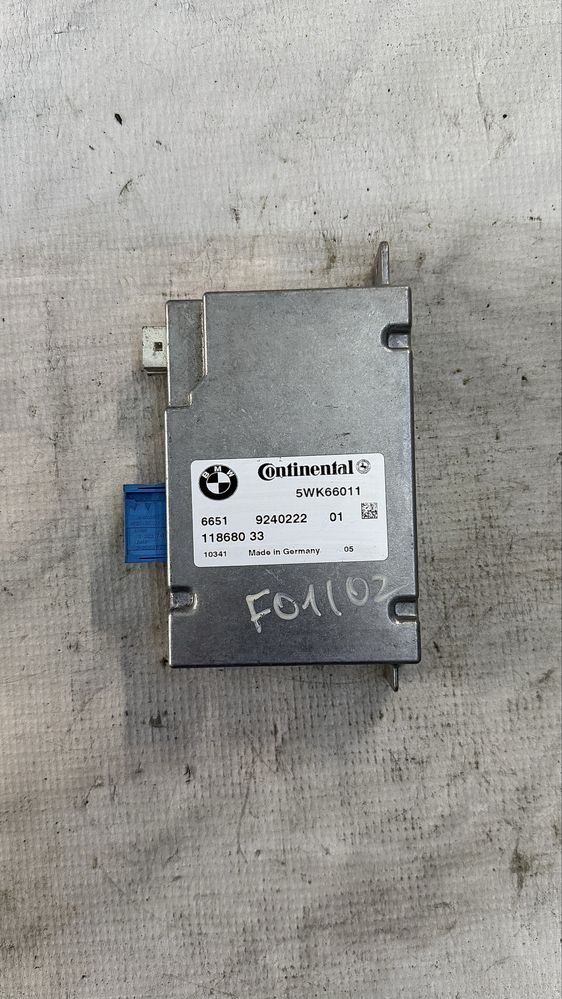 BMW
Continental
5WK66011
6651 9240222 01
118680 33
10341 Made in Germany 05
F01/02